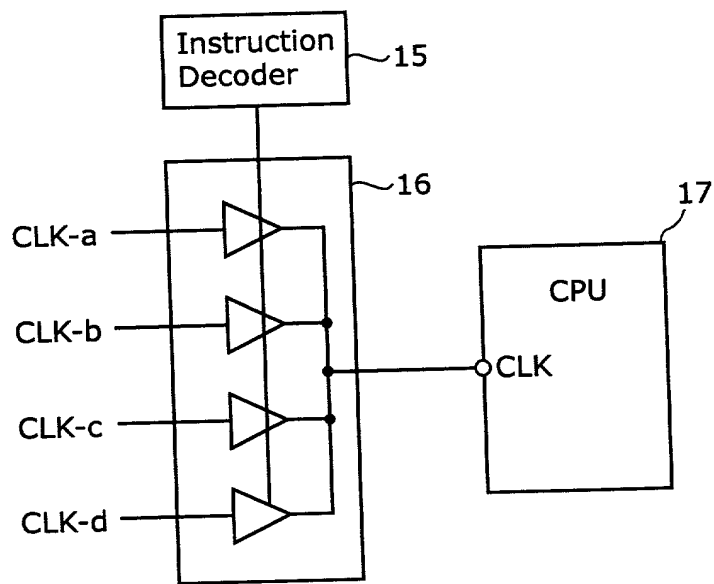 Instruction
Decoder
15
16
17
CLK-a
CPU
CLK-b
CLK
CLK-c
CLK-d